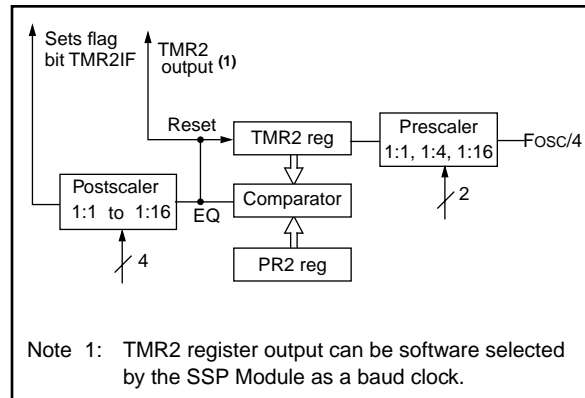 Sets flag
bit TMR2IF
TMR2
output (1)
Reset
TMR2 reg
Prescaler
1:1, 1:4, 1:16
FOSC/4
2
Postscaler
1:1 to 1:16
EQ
Comparator
4
PR2 reg
Note 1: TMR2 register output can be software selected
by the SSP Module as a baud clock.